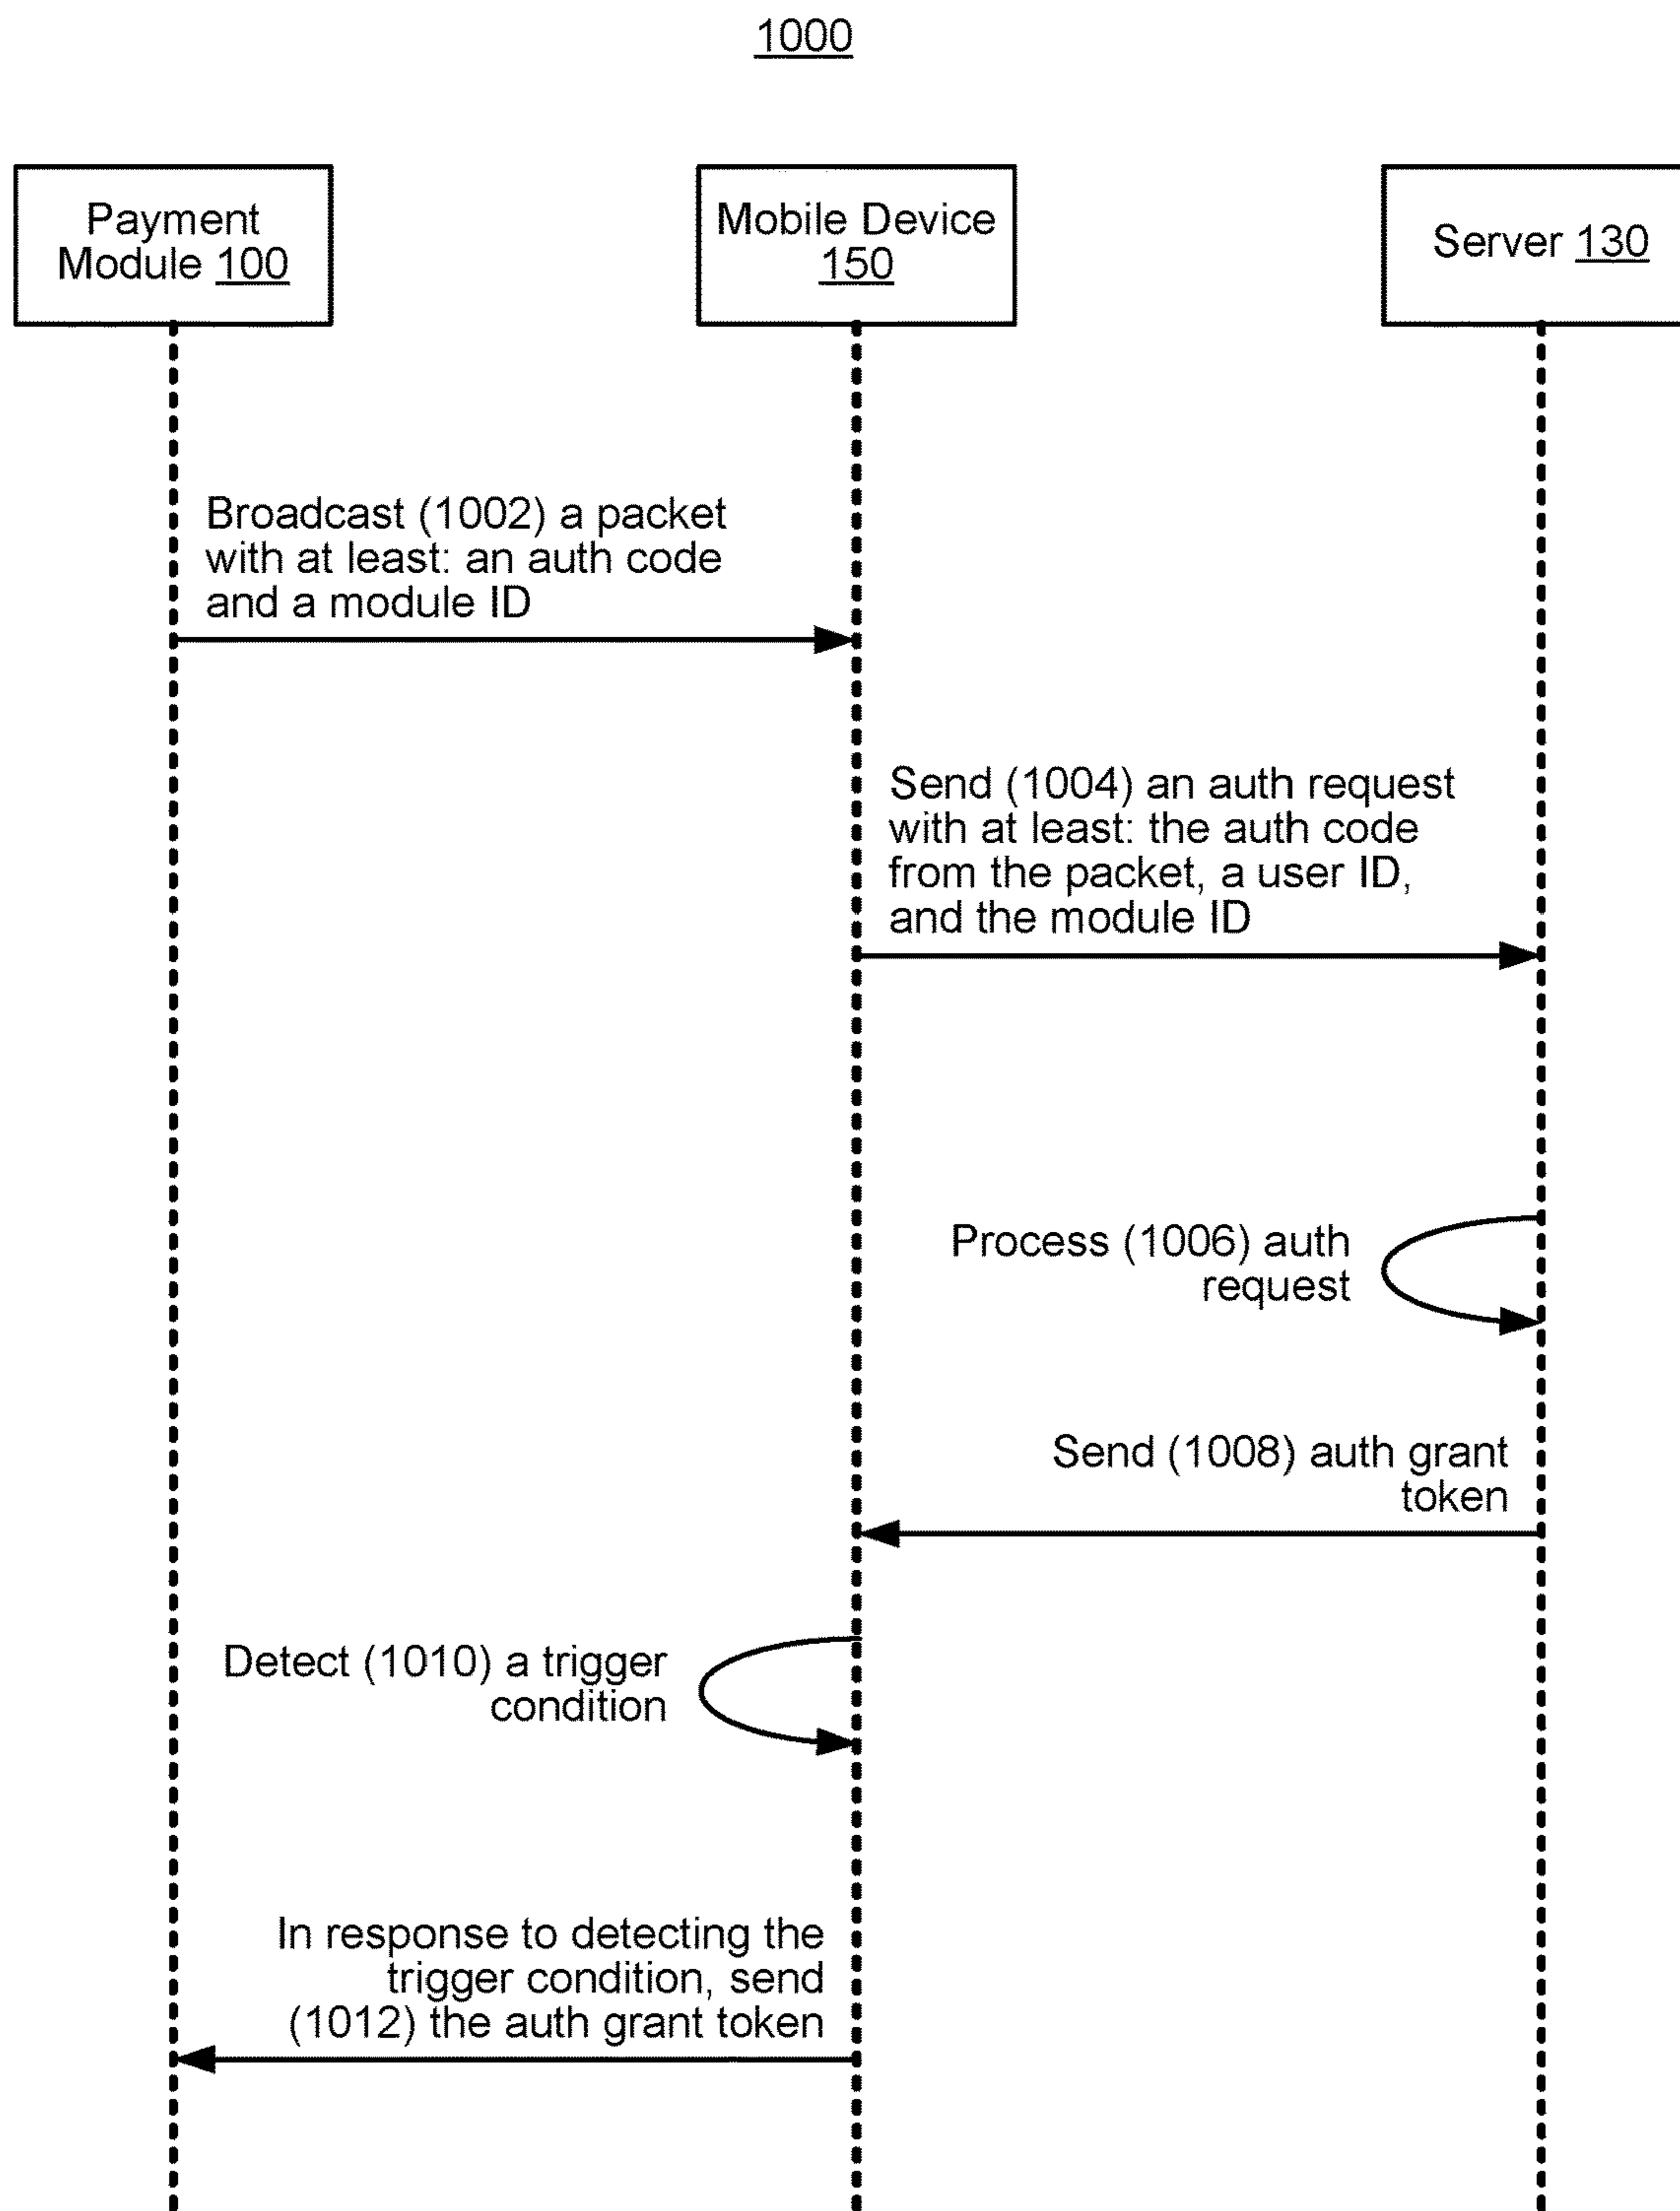 1000
Payment
Module 100
Mobile Device
150
Server 130
Broadcast (1002) a packet
with at least: an auth code
and a module ID
Send (1004) an auth request
with at least: the auth code
from the packet, a user ID,
and the module ID
Process (1006) auth
request
Send (1008) auth grant
token
Detect (1010) a trigger
condition
In response to detecting the
trigger condition, send
(1012) the auth grant token